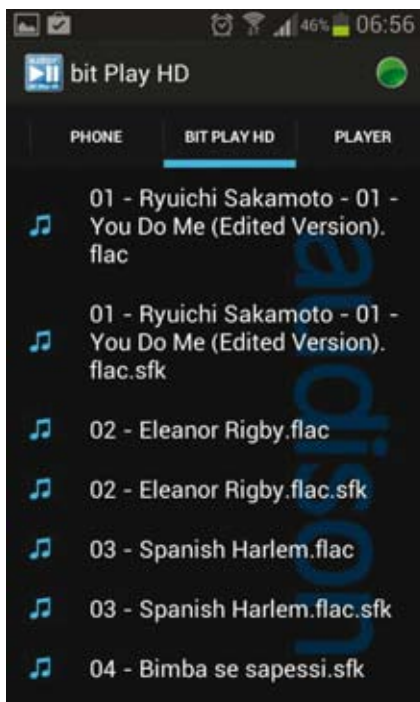 46% 06:56
bit Play HD
PHONE BIT PLAY HD PLAYER
01 - Ryuichi Sakamoto - 01 -
You Do Me (Edited Version).
flac
01 - Ryuichi Sakamoto - 01 -
You Do Me (Edited Version).
flac.sfk
02 - Eleanor Rigby.flac
02 - Eleanor Rigby.flac.sfk
03 - Spanish Harlem.flac
03 - Spanish Harlem.flac.sfk
04 - Bimba se sapessi.sfk
audison